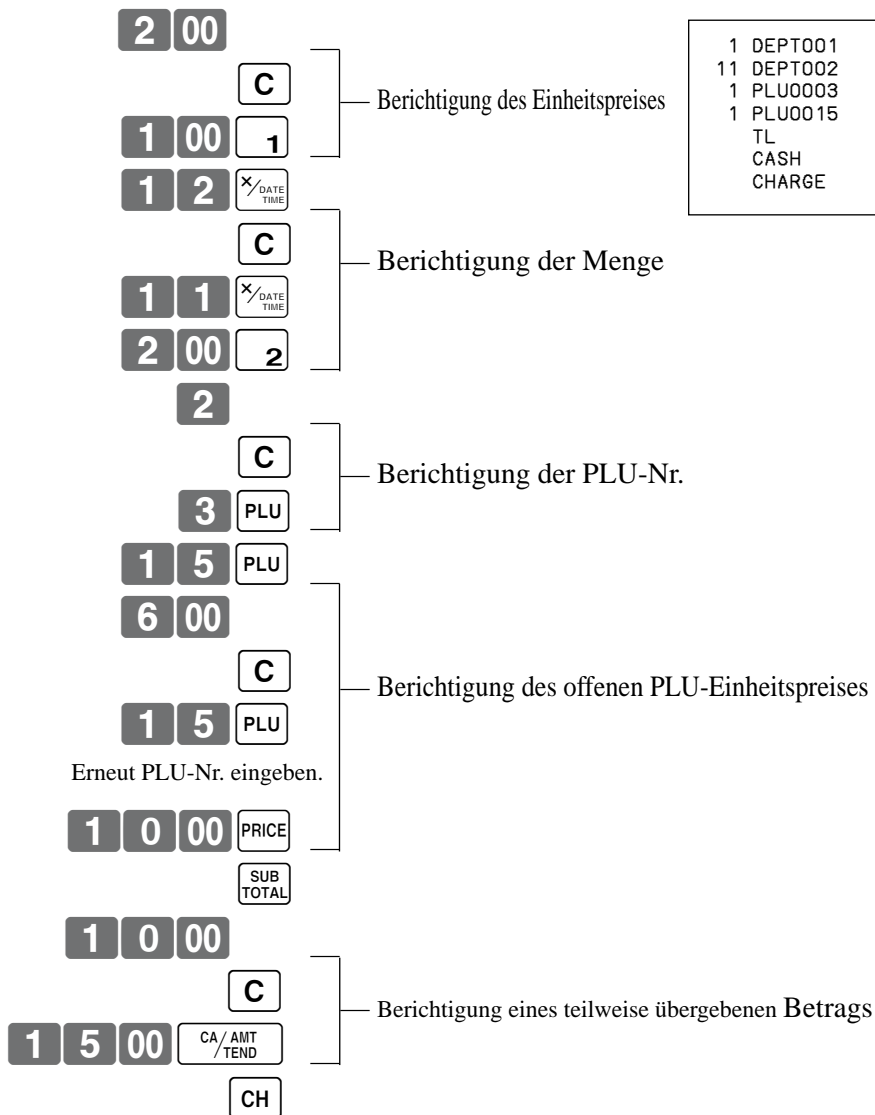 2 00
C
Berichtigung des Einheitspreises
1 00 1
1 2 ×/DATE TIME
C
Berichtigung der Menge
1 1 ×/DATE TIME
2 00 2
2
C
Berichtigung der PLU-Nr.
3 PLU
1 5 PLU
6 00
C
Berichtigung des offenen PLU-Einheitspreises
1 5 PLU
Erneut PLU-Nr. eingeben.
1 0 00 PRICE
SUB
TOTAL
1 0 00
C
Berichtigung eines teilweise übergebenen Betrags
1 5 00 CA/AMT TEND
CH
1 DEPT001
11 DEPT002
1 PLU0003
1 PLU0015
TL
CASH
CHARGE